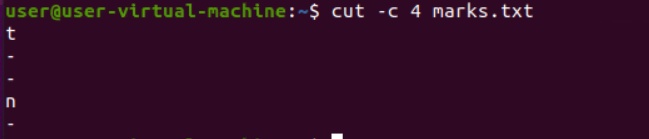 user@user-virtual-machine:~$ cut -c 4 marks.txt
t
-
-
n
-